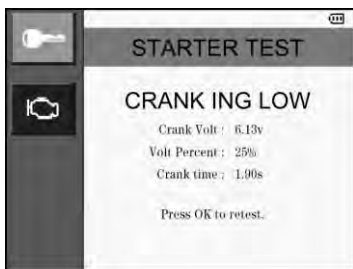 STARTER TEST
CRANK ING LOW
Crank Volt : 6.13v
Volt Percent : 25%
Crank time : 1.90s
Press OK to retest.